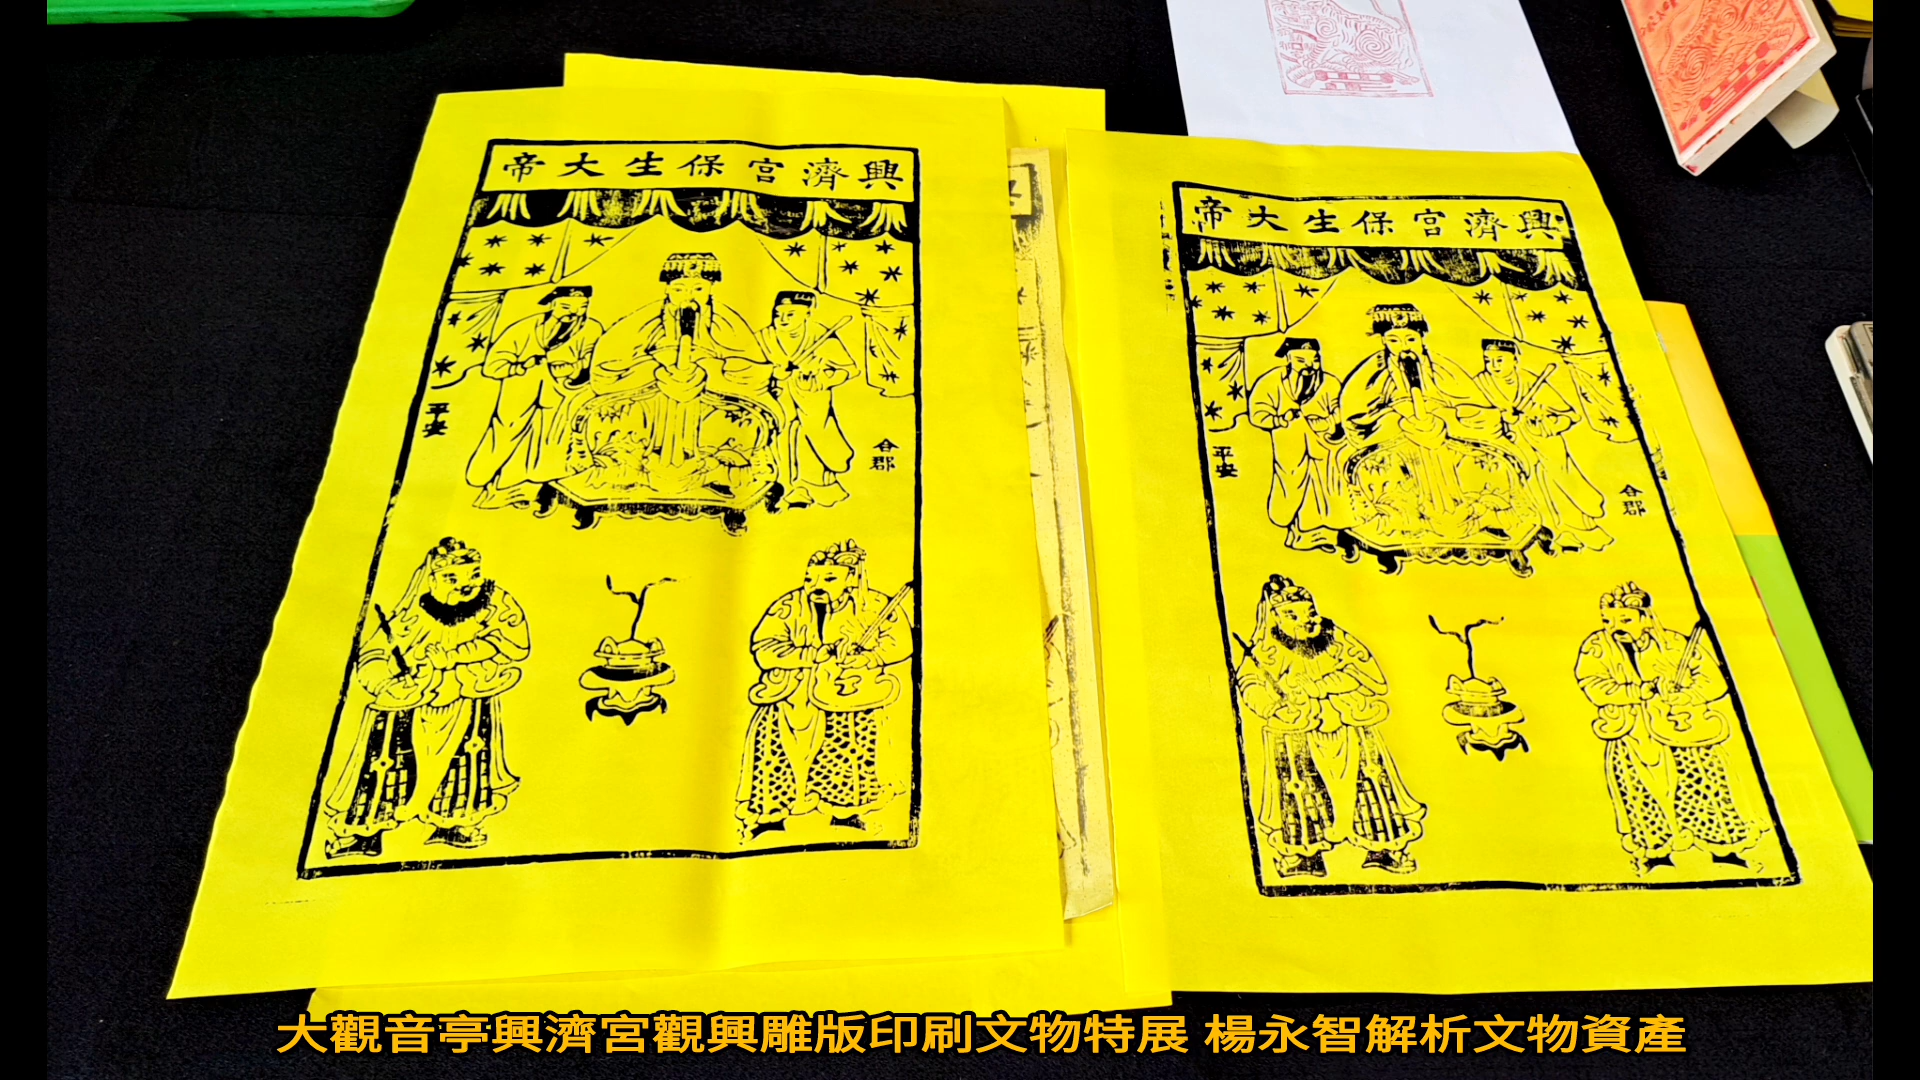 興濟宮保生大帝
合郡
平安
興濟宮保生大帝
合郡
平安
大觀音亭興濟宮觀興雕版印刷文物特展 楊永智解析文物資產